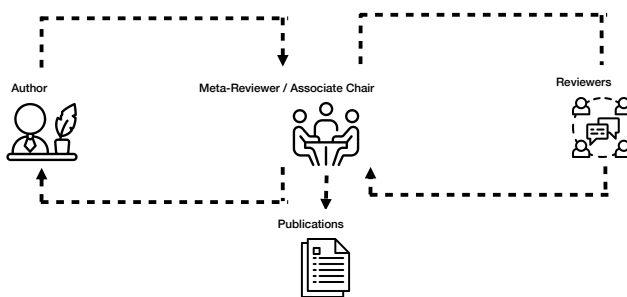 Author
Meta-Reviewer / Associate Chair
Reviewers
Publications